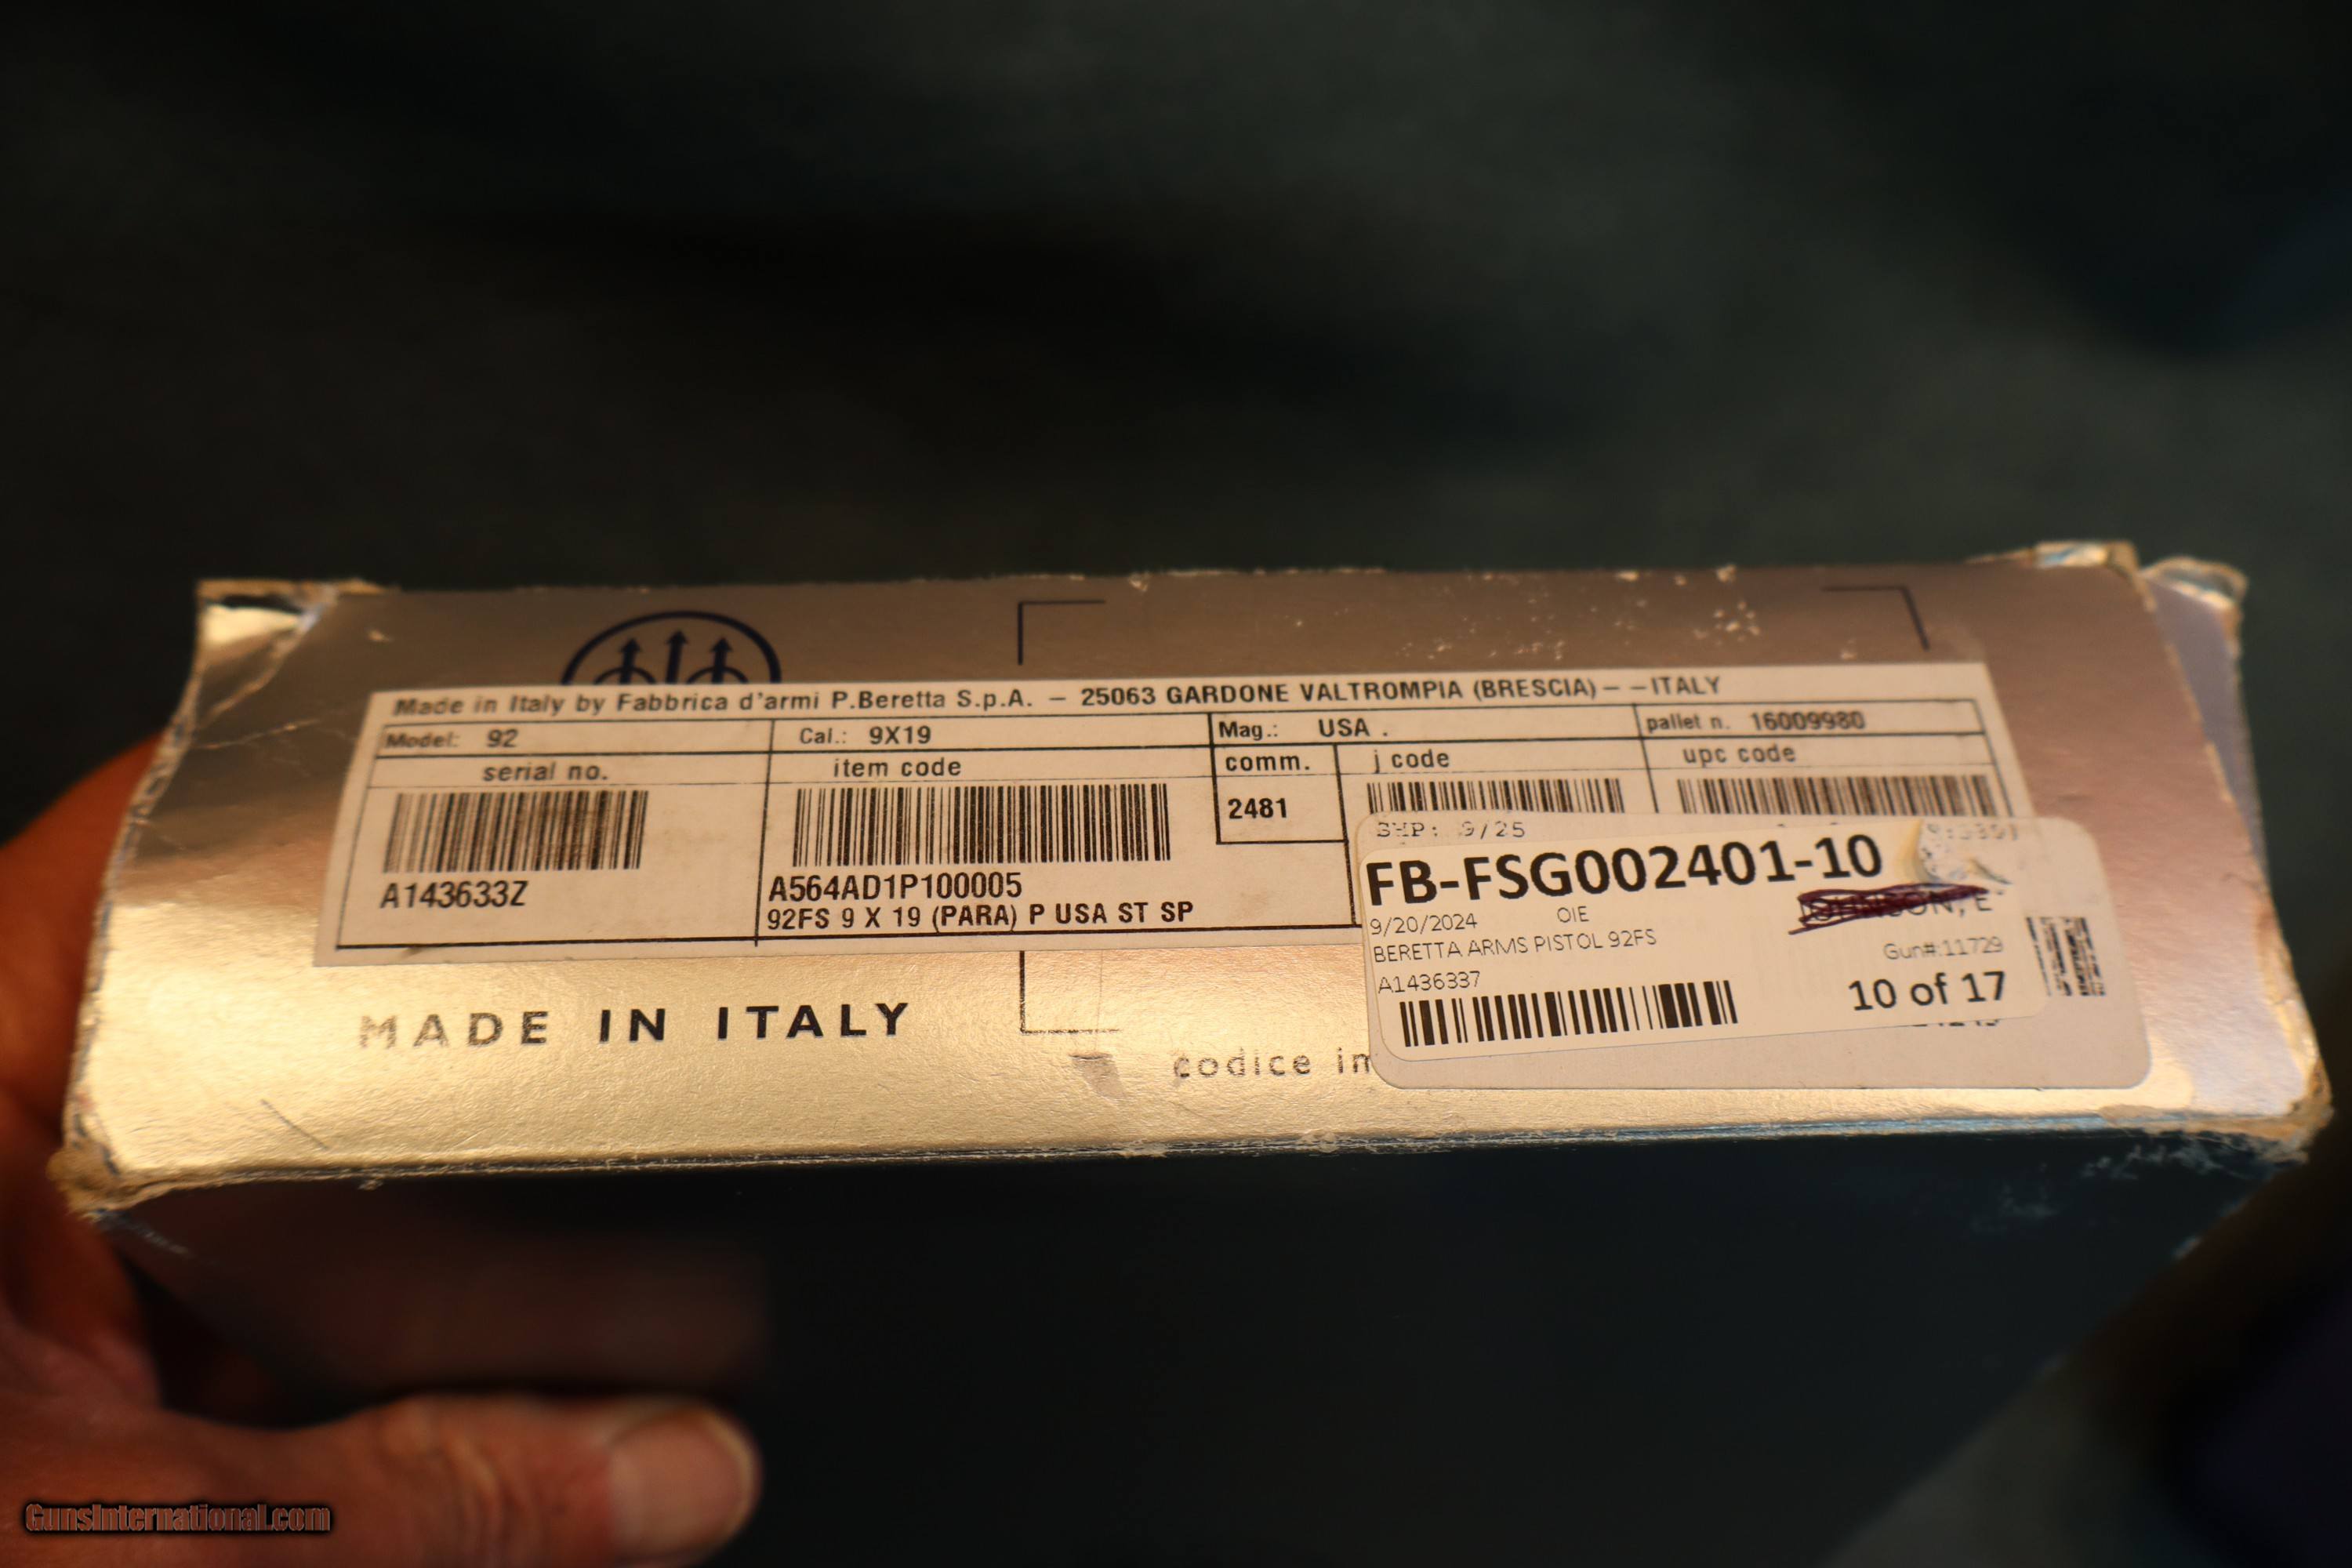 Made in Italy by Fabbrica d'armi P.Beretta S.p.A. – 25063 GARDONE VALTROMPIA (BRESCIA)– –ITALY
Model: 92 Cal.: 9X19 Mag.: USA . pallet n. 16009980
serial no. item code comm. j code upc code
2481
A143633Z
A564AD1P100005
92FS 9 X 19 (PARA) P USA ST SP
SHP: 9/25
FB-FSG002401-10
9/20/2024 OIE
BERETTA ARMS PISTOL 92FS
Gun#:11729
A1436337
10 of 17
MADE IN ITALY
codice
GunsInternational.com